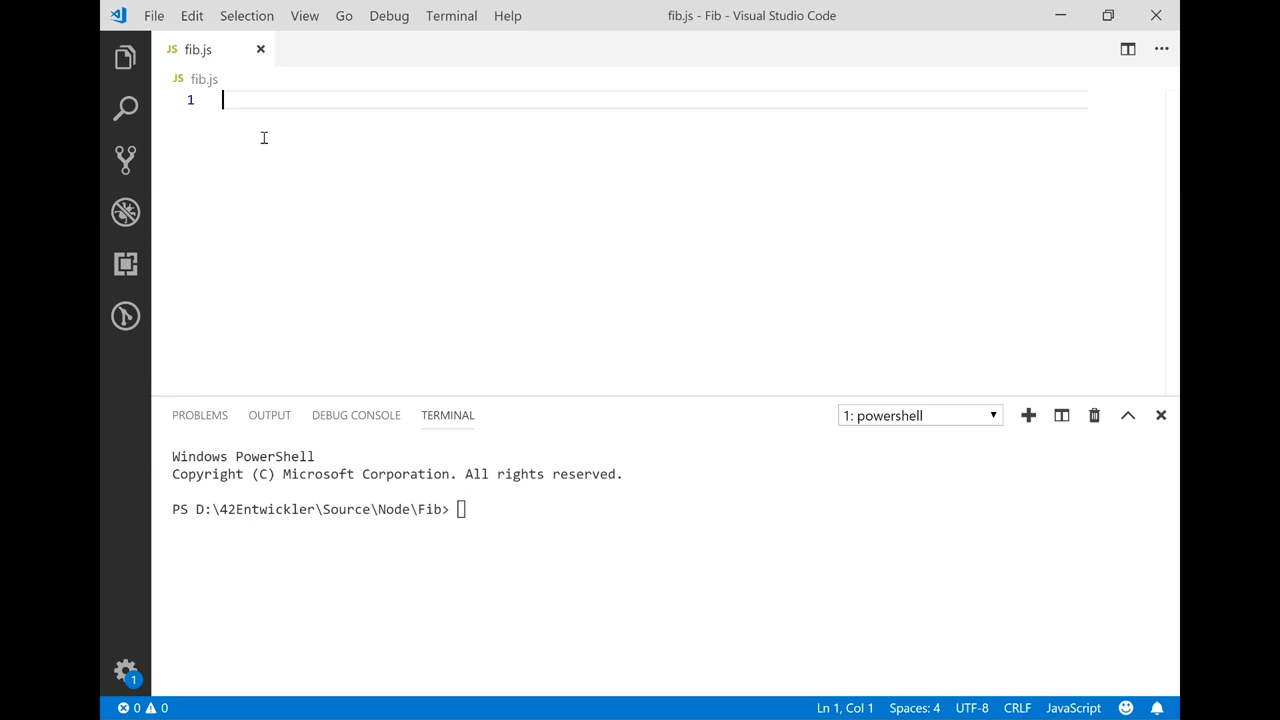 File Edit Selection View Go Debug Terminal Help fib.js - Fib - Visual Studio Code
JS fib.js
JS fib.js
1
PROBLEMS OUTPUT DEBUG CONSOLE TERMINAL 1: powershell
Windows PowerShell
Copyright (C) Microsoft Corporation. All rights reserved.
PS D:\42Entwickler\Source\Node\Fib>
1
0 0 Ln 1, Col 1 Spaces: 4 UTF-8 CRLF JavaScript